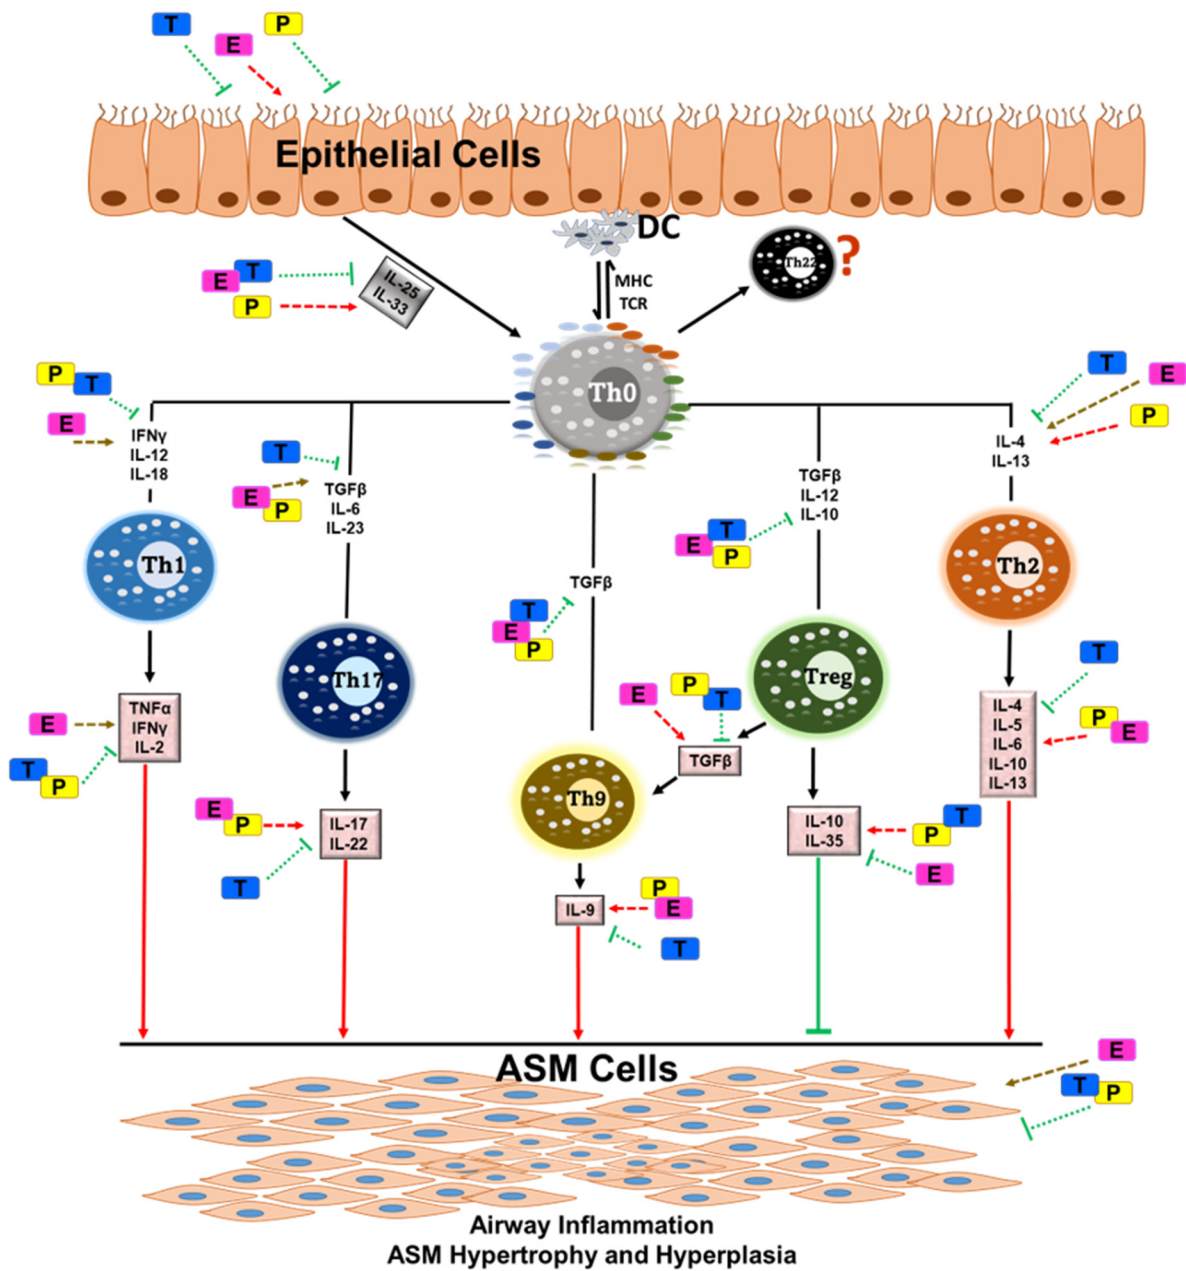 T
E
P
Epithelial Cells
DC
Th22
?
E
T
P
IL-25
IL-33
MHC
TCR
Th0
P
T
E
IFNγ
IL-12
IL-18
T
E
P
TGFβ
IL-6
IL-23
TGFβ
IL-12
IL-10
T
E
P
IL-4
IL-13
E
T
P
Th1
Th17
TGFβ
T
E
P
Treg
Th2
E
T
P
TNFα
IFNγ
IL-2
E
P
T
IL-17
IL-22
E
P
T
TGFβ
Th9
P
E
T
IL-9
IL-10
IL-35
T
P
E
T
IL-4
IL-5
IL-6
IL-10
IL-13
P
E
ASM Cells
E
T
P
Airway Inflammation
ASM Hypertrophy and Hyperplasia